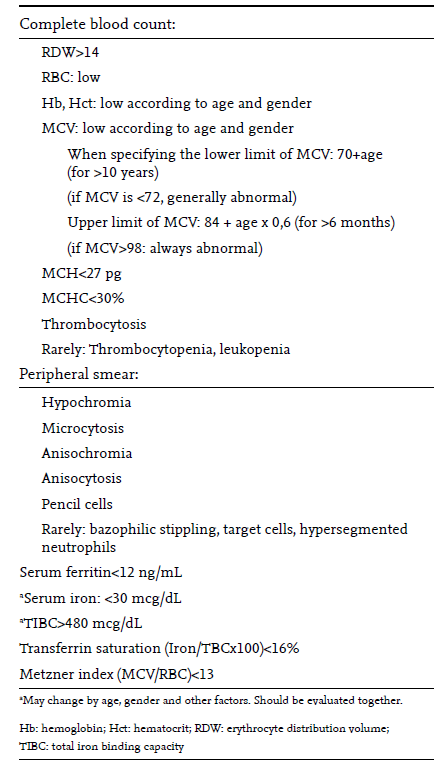 Complete blood count:
RDW>14
RBC: low
Hb, Hct: low according to age and gender
MCV: low according to age and gender
When specifying the lower limit of MCV: 70+age
(for >10 years)
(if MCV is <72, generally abnormal)
Upper limit of MCV: 84 + age x 0,6 (for >6 months)
(if MCV>98: always abnormal)
MCH<27 pg
MCHC<30%
Thrombocytosis
Rarely: Thrombocytopenia, leukopenia
Peripheral smear:
Hypochromia
Microcytosis
Anisochromia
Anisocytosis
Pencil cells
Rarely: bazophilic stippling, target cells, hypersegmented
neutrophils
Serum ferritin<12 ng/mL
ᵃSerum iron: <30 mcg/dL
ᵃTIBC>480 mcg/dL
Transferrin saturation (Iron/TBCx100)<16%
Metzner index (MCV/RBC)<13
ᵃMay change by age, gender and other factors. Should be evaluated together.
Hb: hemoglobin; Hct: hematocrit; RDW: erythrocyte distribution volume;
TIBC: total iron binding capacity